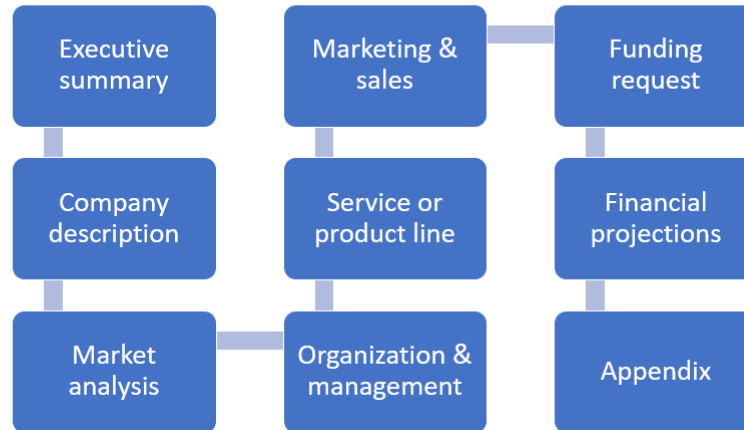 Executive
summary
Company
description
Market
analysis
Organization &
management
Service or
product line
Marketing &
sales
Funding
request
Financial
projections
Appendix